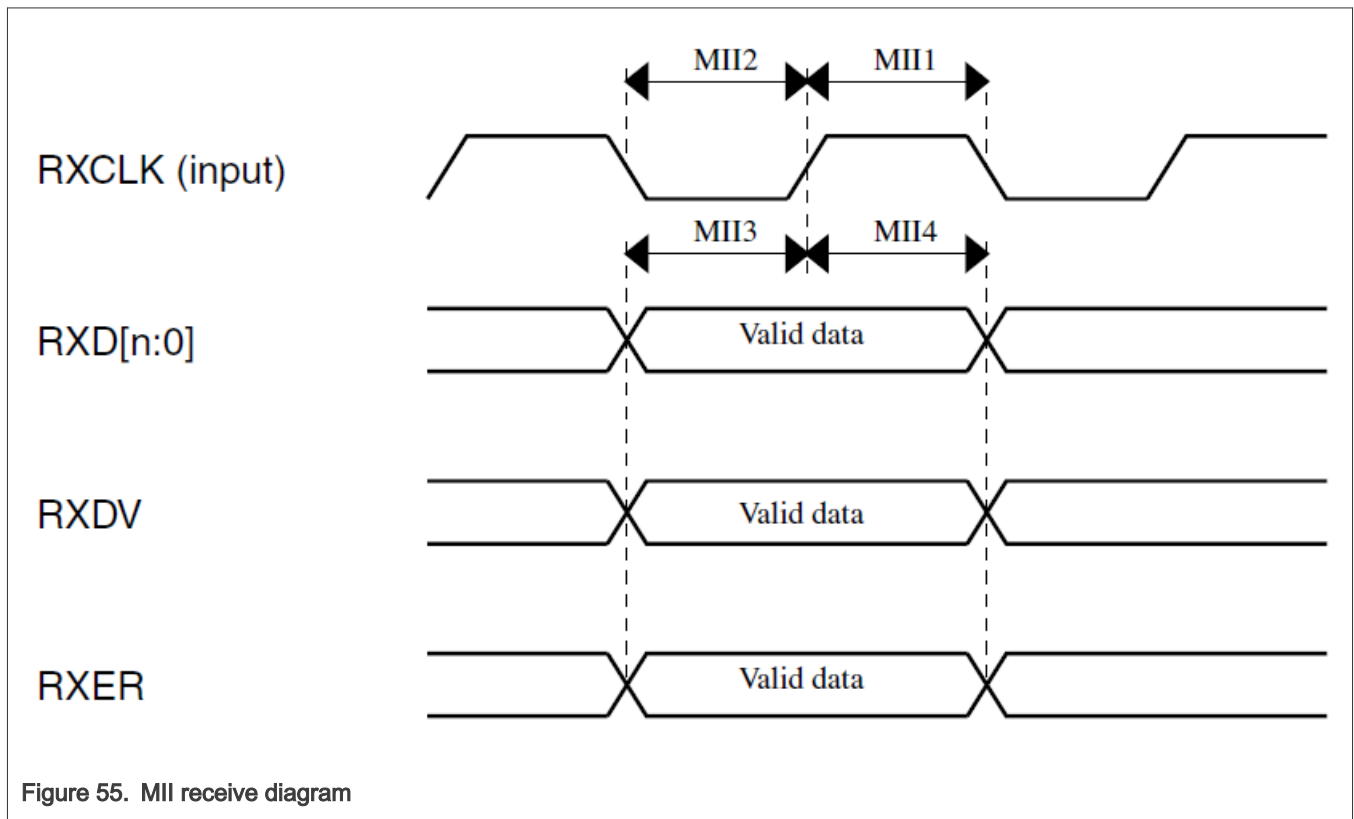 MII2 MII1
RXCLK (input)
MII3 MII4
RXD[n:0] Valid data
RXDV Valid data
RXER Valid data
Figure 55. MII receive diagram